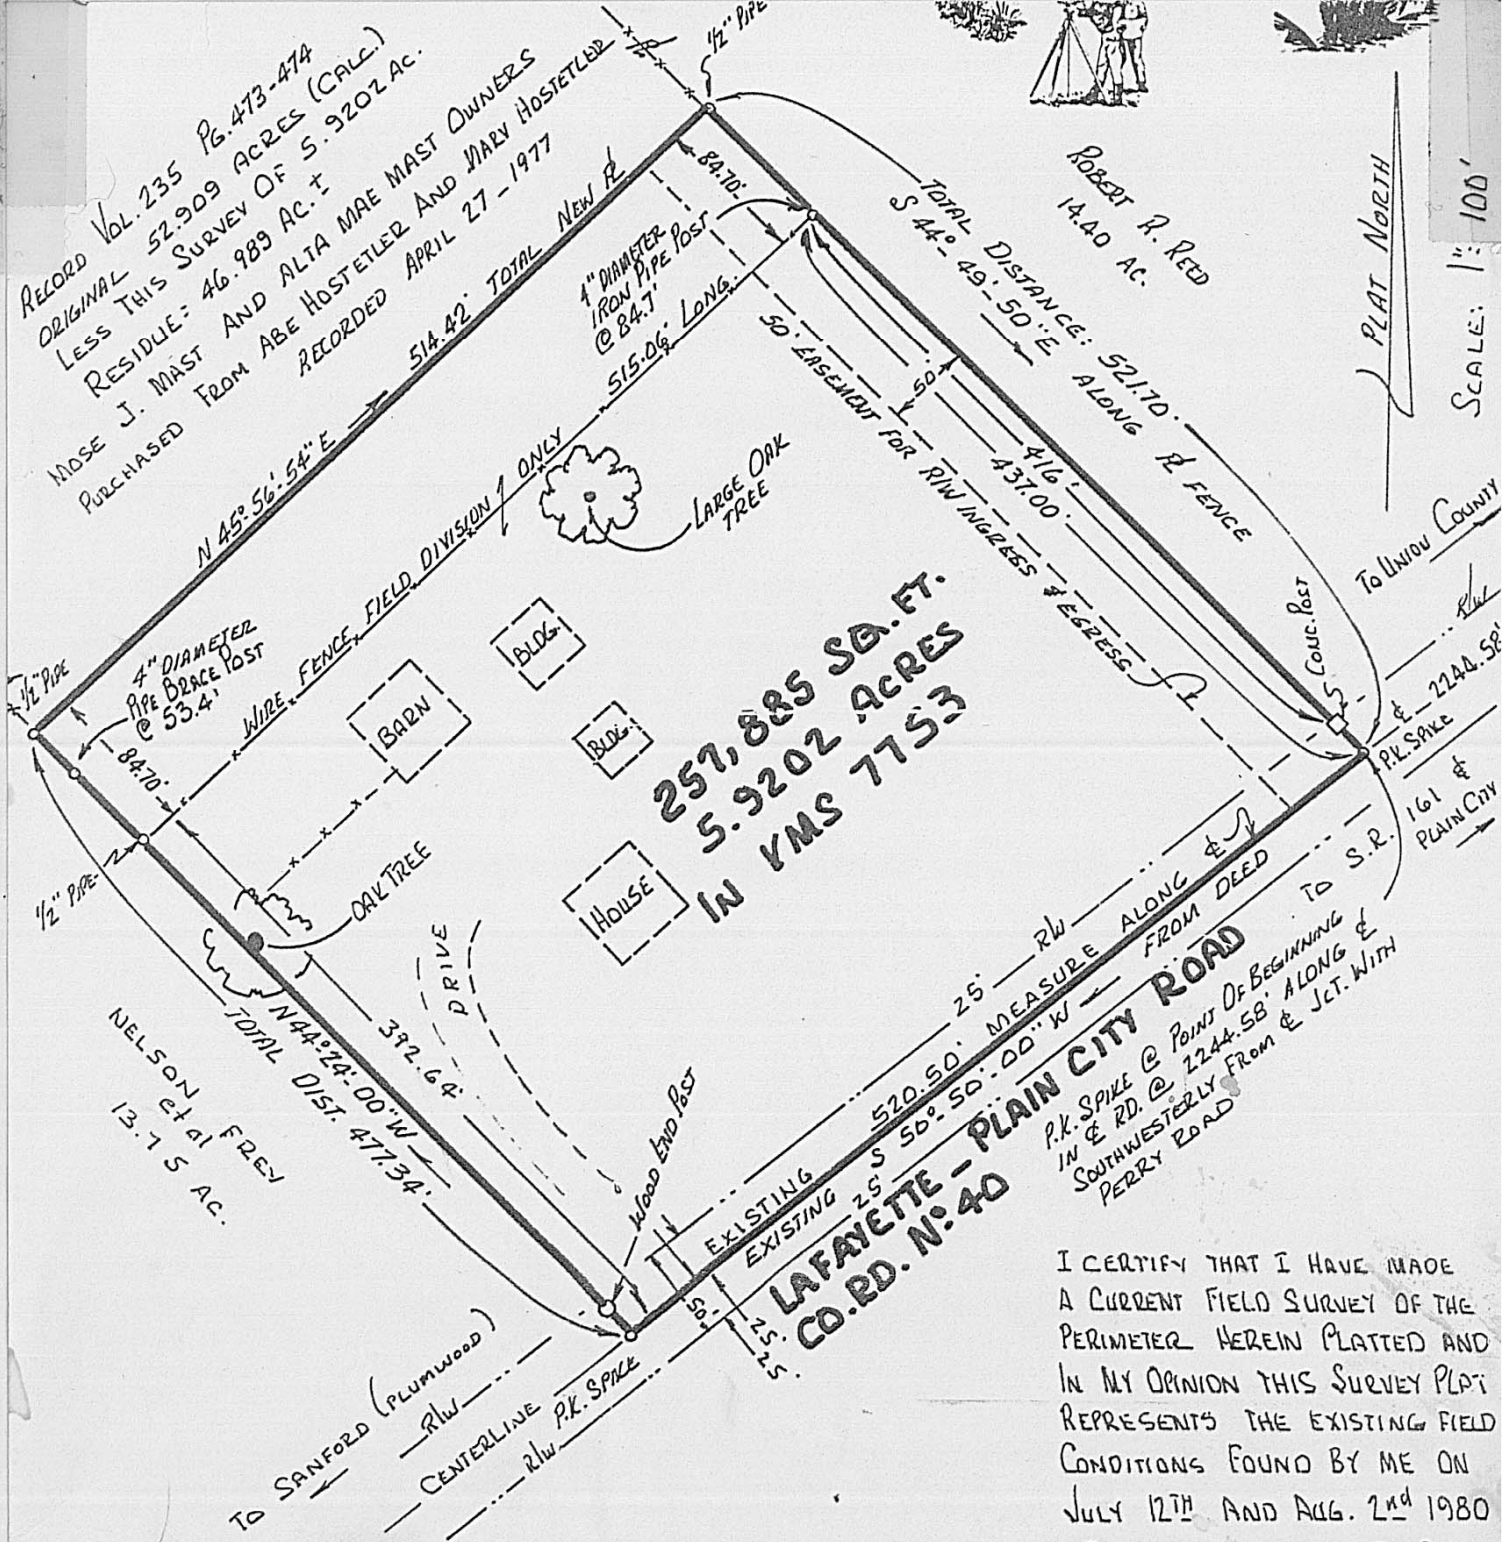 RECORD VOL. 235 PG. 473-474
ORIGINAL 52.909 ACRES (CALC.)
LESS THIS SURVEY OF 5.9202 AC.
RESIDUE: 46.989 AC. ±
MOSE J. MAST AND ALTA MAE MAST OWNERS
PURCHASED FROM ABE HOSTETLER AND MARY HOSTETLER
RECORDED APRIL 27-1977
1/2" PIPE
N 45° 56' 54" E
514.42' TOTAL NEW ⅊
84.70'
4" DIAMETER
IRON PIPE POST
@ 84.7'
515.06' LONG
WIRE FENCE FIELD DIVISION ONLY
TOTAL DISTANCE: 521.70'
S 44° 49' 50" E ALONG ⅊ FENCE
ROBERT R. REED
14.40 AC.
PLAT NORTH
SCALE: 1" = 100'
50' EASEMENT FOR R/W INGRESS & EGRESS
50'
416'
437.00'
LARGE OAK
TREE
TO UNION COUNTY
R/W
CONC. POST
℄ 2244.58'
P.K. SPIKE
1/2" PIPE
4" DIAMETER
PIPE BRACE POST
@ 53.4'
84.70'
1/2" PIPE
BARN
BLDG.
BLDG.
HOUSE
OAK TREE
DRIVE
257,885 SQ. FT.
5.9202 ACRES
IN VMS 7753
NELSON FREY
et al
13.75 AC.
N44°-24'-00"W
TOTAL DIST. 477.34'
392.64'
WOOD END POST
25' R/W
520.50' MEASURE ALONG ℄
EXISTING
S 50°-50'-00" W FROM DEED
EXISTING 25'
LAFAYETTE - PLAIN CITY ROAD
CO. RD. Nº 40
TO S.R. 161 &
PLAIN CITY
P.K. SPIKE @ POINT OF BEGINNING
IN ℄ RD. @ 2244.58' ALONG ℄
SOUTHWESTERLY FROM ℄ JCT. WITH
PERRY ROAD
50'
25'
25'
P.K. SPIKE
TO SANFORD (PLUMWOOD)
R/W
CENTERLINE
R/W
I CERTIFY THAT I HAVE MADE
A CURRENT FIELD SURVEY OF THE
PERIMETER HEREIN PLATTED AND
IN MY OPINION THIS SURVEY PLAT
REPRESENTS THE EXISTING FIELD
CONDITIONS FOUND BY ME ON
JULY 12TH AND AUG. 2nd 1980